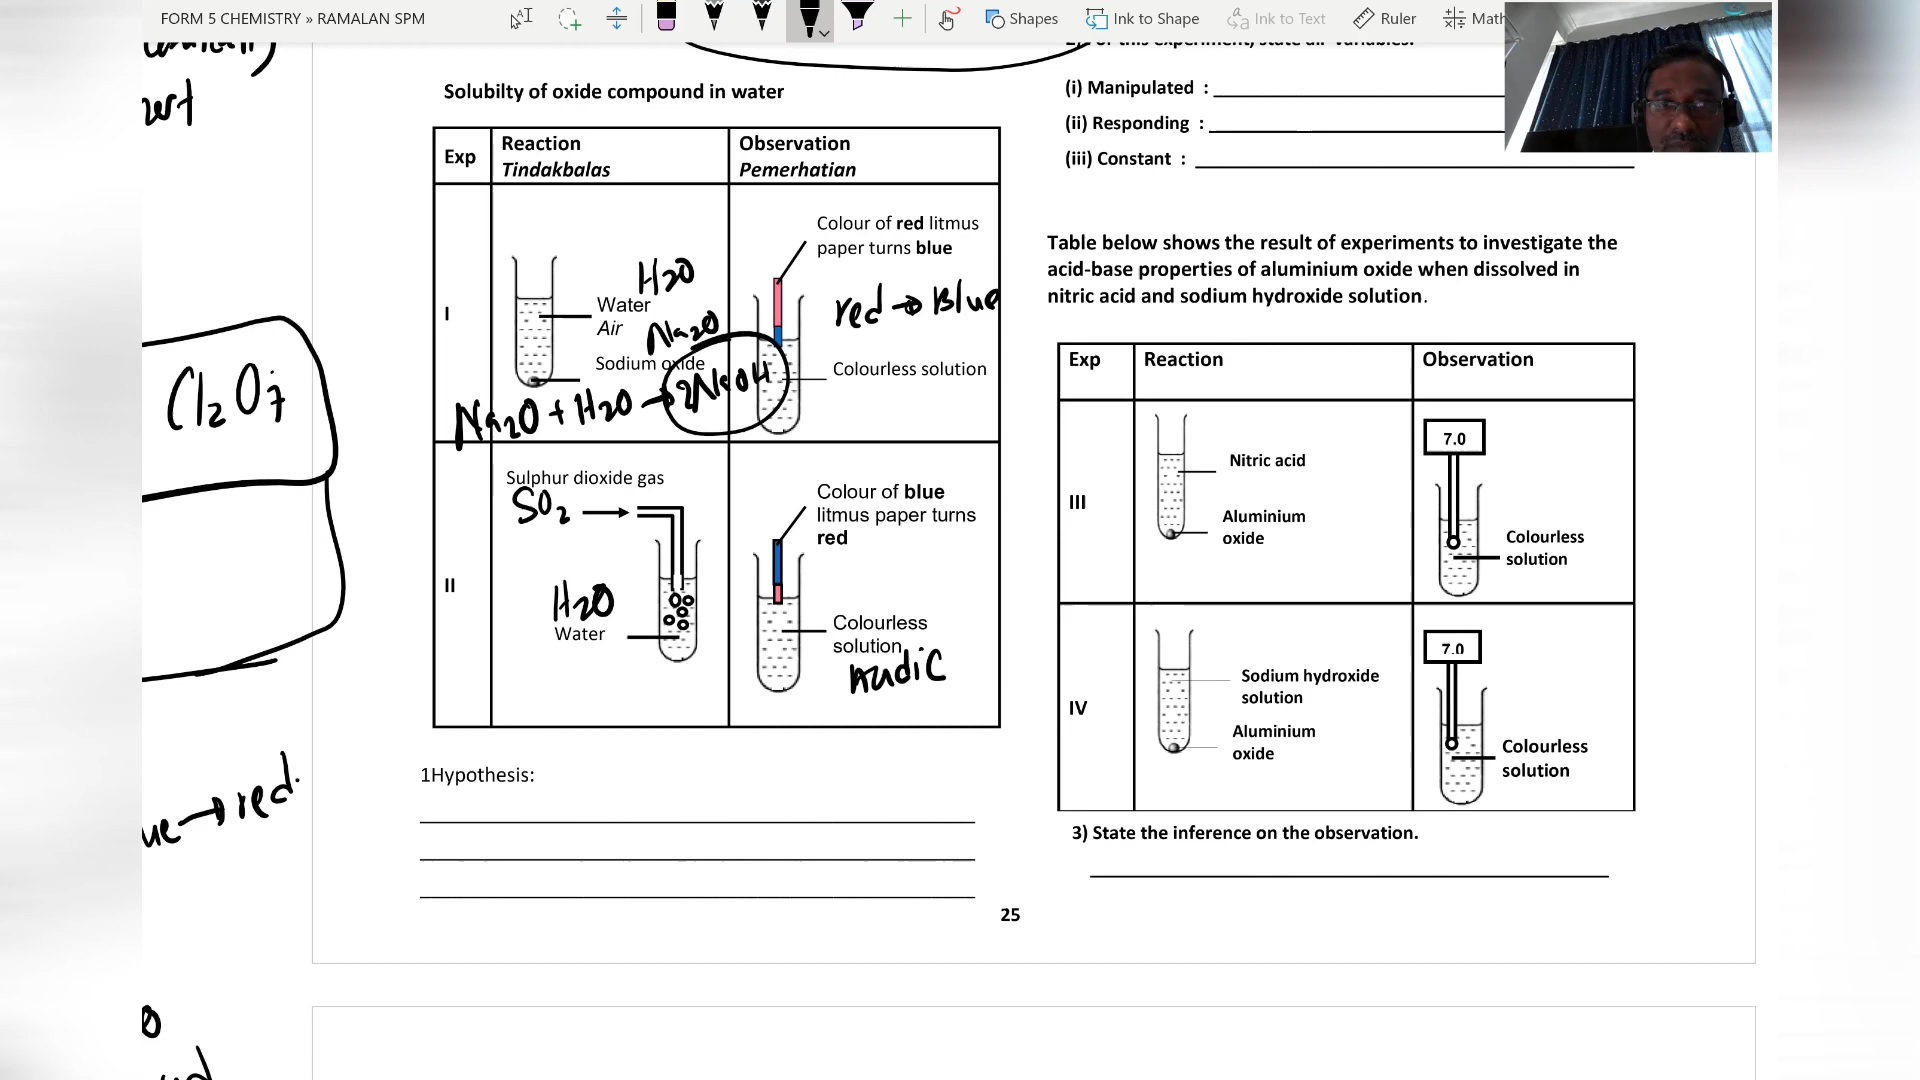 FORM 5 CHEMISTRY » RAMALAN SPM
Shapes
Ink to Shape
Ink to Text
Ruler
Math
Solubilty of oxide compound in water
Exp
Reaction
Tindakbalas
Observation
Pemerhatian
I
H2O
Water
Air
Na2O
Sodium oxide
Na2O + H2O → 2NaOH
Colour of red litmus
paper turns blue
red → Blue
Colourless solution
II
Sulphur dioxide gas
SO2
H2O
Water
Colour of blue
litmus paper turns
red
Colourless
solution
1Hypothesis:
Cl2O7
→ red.
(i) Manipulated :
(ii) Responding :
(iii) Constant :
Table below shows the result of experiments to investigate the
acid-base properties of aluminium oxide when dissolved in
nitric acid and sodium hydroxide solution.
Exp
Reaction
Observation
III
Nitric acid
Aluminium
oxide
7.0
Colourless
solution
IV
Sodium hydroxide
solution
Aluminium
oxide
7.0
Colourless
solution
3) State the inference on the observation.
25